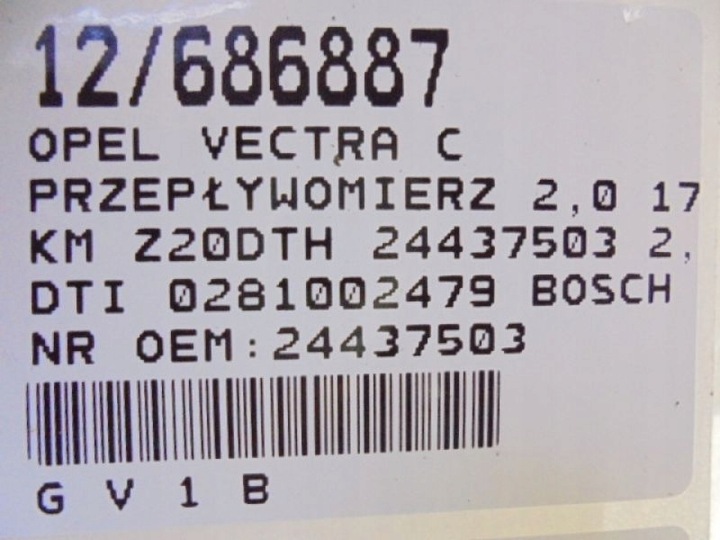 12/686887
OPEL VECTRA C
PRZEPŁYWOMIERZ 2,0 17
KM Z20DTH 24437503 2,
DTI 0281002479 BOSCH
NR OEM:24437503
G V 1 B